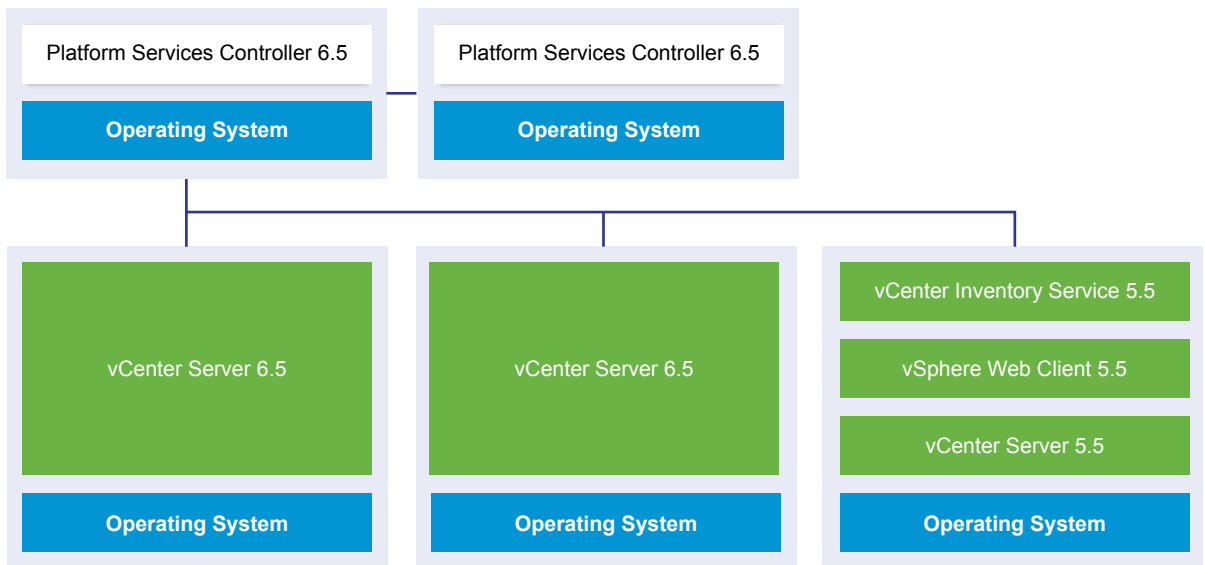 Platform Services Controller 6.5
Operating System
Platform Services Controller 6.5
Operating System
vCenter Server 6.5
Operating System
vCenter Server 6.5
Operating System
vCenter Inventory Service 5.5
vSphere Web Client 5.5
vCenter Server 5.5
Operating System